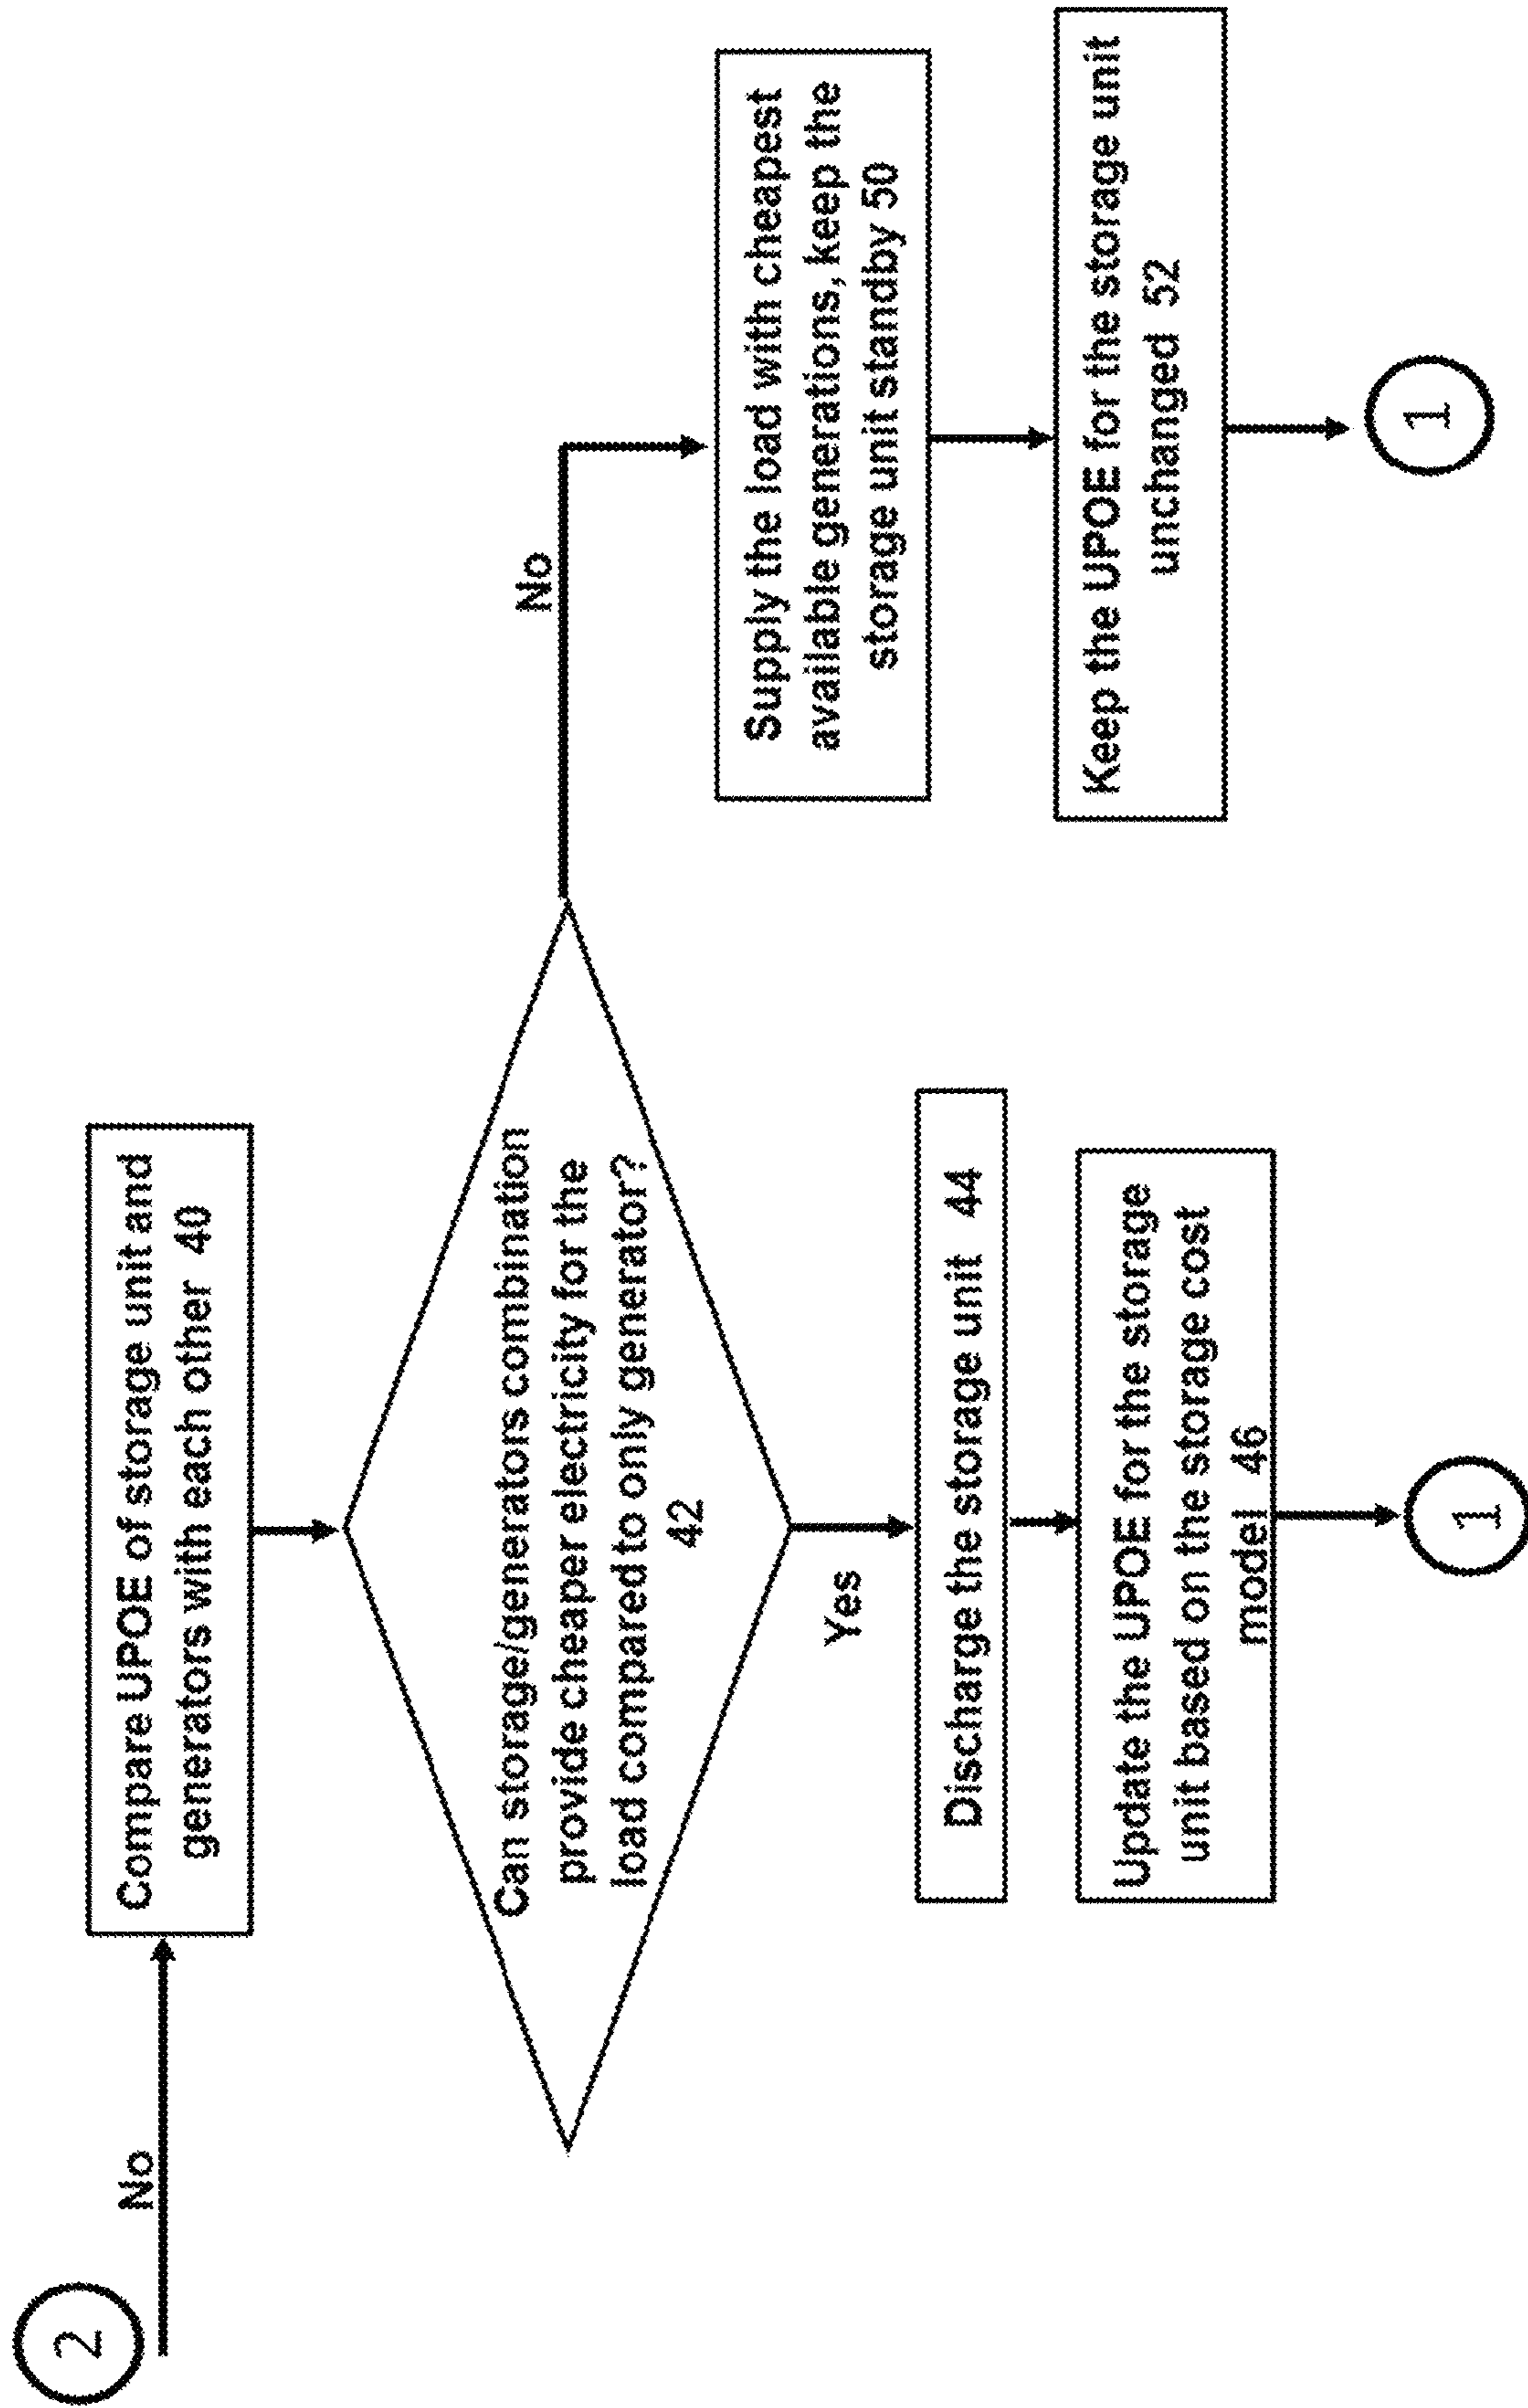 2
No
Compare UPOE of storage unit and
generators with each other 40
Can storage/generators combination
provide cheaper electricity for the
load compared to only generator?
42
No
Yes
Discharge the storage unit 44
Update the UPOE for the storage
unit based on the storage cost
model 46
1
Supply the load with cheapest
available generations, keep the
storage unit standby 50
Keep the UPOE for the storage unit
unchanged 52
1